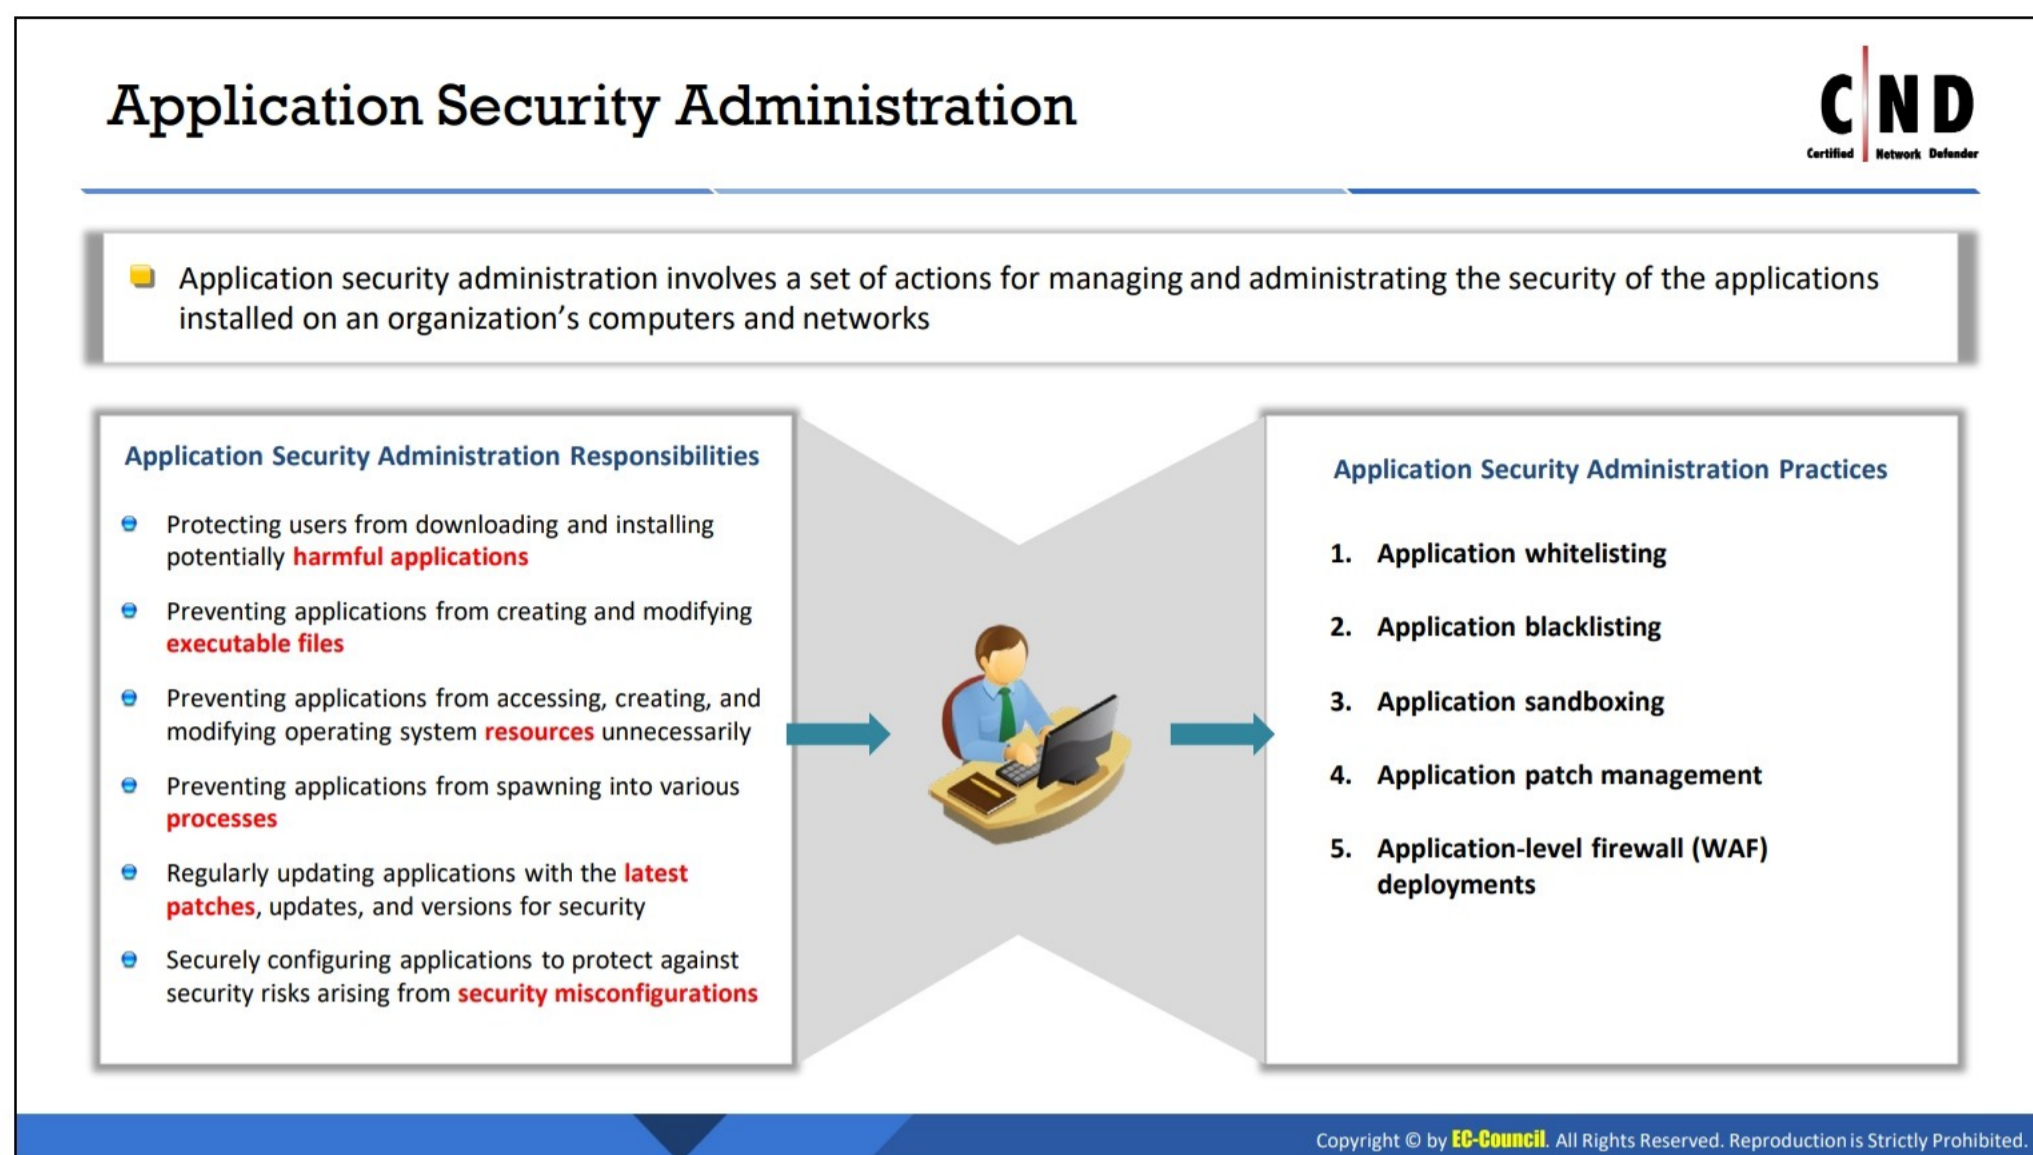 Application Security Administration
C|ND
Certified Network Defender
Application security administration involves a set of actions for managing and administrating the security of the applications
installed on an organization’s computers and networks
Application Security Administration Responsibilities
Protecting users from downloading and installing
potentially harmful applications
Preventing applications from creating and modifying
executable files
Preventing applications from accessing, creating, and
modifying operating system resources unnecessarily
Preventing applications from spawning into various
processes
Regularly updating applications with the latest
patches, updates, and versions for security
Securely configuring applications to protect against
security risks arising from security misconfigurations
Application Security Administration Practices
1. Application whitelisting
2. Application blacklisting
3. Application sandboxing
4. Application patch management
5. Application-level firewall (WAF)
deployments
Copyright © by EC-Council. All Rights Reserved. Reproduction is Strictly Prohibited.